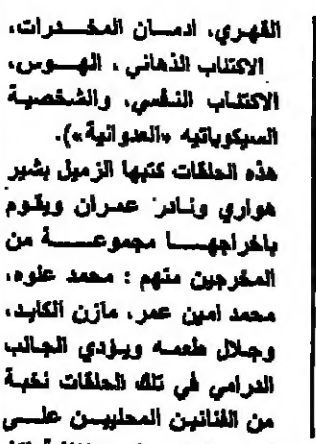 القهري، ادمان المخدرات،
الاكتئاب الذهاني، الهوس،
الاكتئاب النفسي، والشخصية
السيكوباتيه «العدوانية»).
هذه الحلقات كتبها الزميل بشير
هواري ونادر عمران ويقوم
باخراجها مجموعة من
المخرجين منهم : محمد علوه،
محمد امين عمر، مازن الكايد،
وجلال طعمه ويؤدي الجانب
الدرامي في تلك الحلقات نخبة
من الفنانين المحليين على